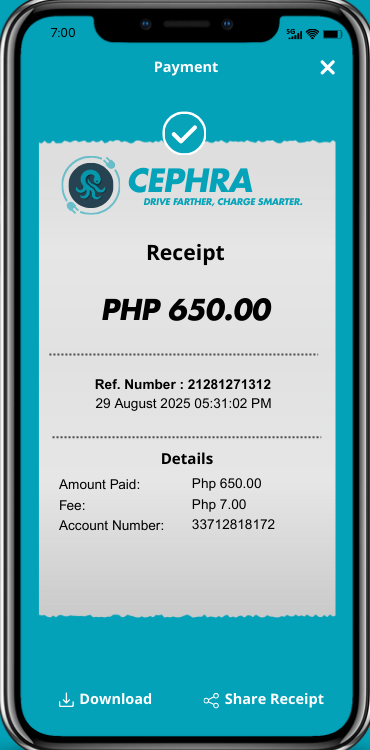 7:00
5G
Payment
CEPHRA
DRIVE FARTHER, CHARGE SMARTER.
Receipt
PHP 650.00
Ref. Number : 21281271312
29 August 2025 05:31:02 PM
Details
Amount Paid: Php 650.00
Fee: Php 7.00
Account Number: 33712818172
Download Share Receipt